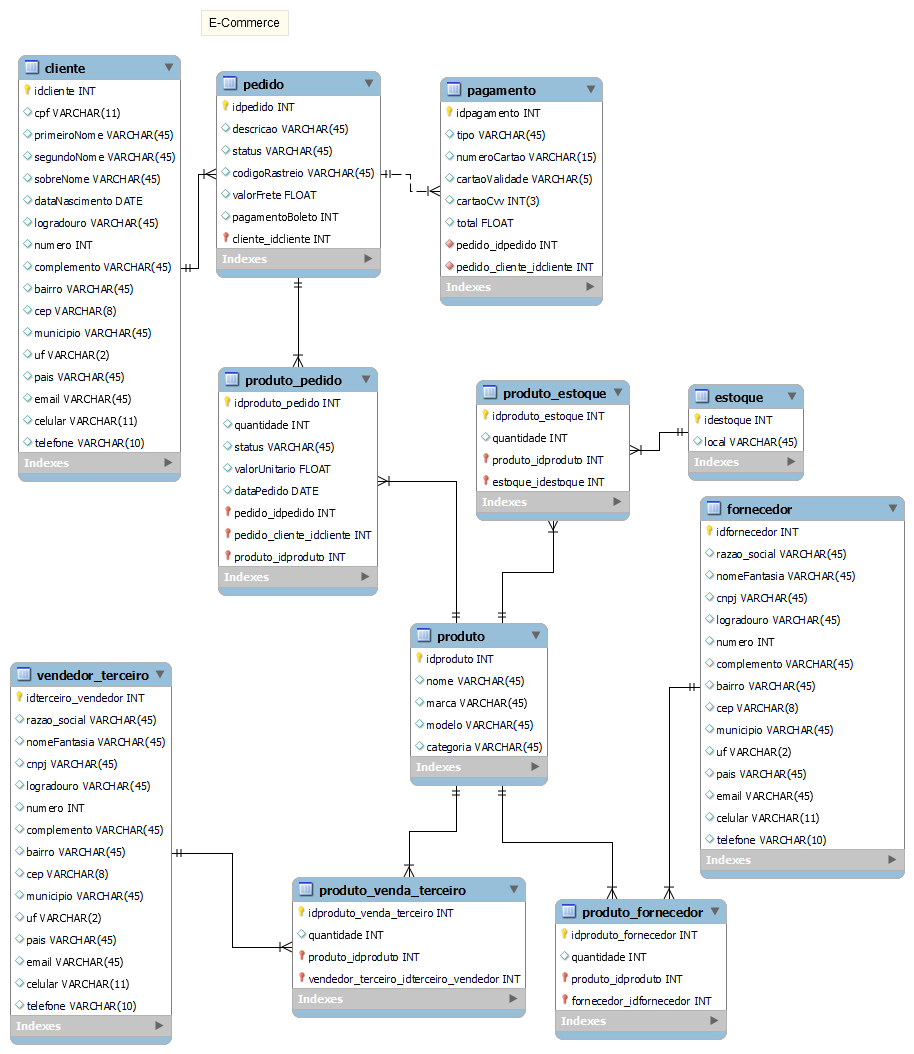 E-Commerce
cliente
idcliente INT
cpf VARCHAR(11)
primeiroNome VARCHAR(45)
segundoNome VARCHAR(45)
sobreNome VARCHAR(45)
dataNascimento DATE
logradouro VARCHAR(45)
numero INT
complemento VARCHAR(45)
bairro VARCHAR(45)
cep VARCHAR(8)
municipio VARCHAR(45)
uf VARCHAR(2)
pais VARCHAR(45)
email VARCHAR(45)
celular VARCHAR(11)
telefone VARCHAR(10)
Indexes
pedido
idpedido INT
descricao VARCHAR(45)
status VARCHAR(45)
codigoRastreio VARCHAR(45)
valorFrete FLOAT
pagamentoBoleto INT
cliente_idcliente INT
Indexes
pagamento
idpagamento INT
tipo VARCHAR(45)
numeroCartao VARCHAR(15)
cartaoValidade VARCHAR(5)
cartaoCvv INT(3)
total FLOAT
pedido_idpedido INT
pedido_cliente_idcliente INT
Indexes
produto_pedido
idproduto_pedido INT
quantidade INT
status VARCHAR(45)
valorUnitario FLOAT
dataPedido DATE
pedido_idpedido INT
pedido_cliente_idcliente INT
produto_idproduto INT
Indexes
produto_estoque
idproduto_estoque INT
quantidade INT
produto_idproduto INT
estoque_idestoque INT
Indexes
estoque
idestoque INT
local VARCHAR(45)
Indexes
fornecedor
idfornecedor INT
razao_social VARCHAR(45)
nomeFantasia VARCHAR(45)
cnpj VARCHAR(45)
logradouro VARCHAR(45)
numero INT
complemento VARCHAR(45)
bairro VARCHAR(45)
cep VARCHAR(8)
municipio VARCHAR(45)
uf VARCHAR(2)
pais VARCHAR(45)
email VARCHAR(45)
celular VARCHAR(11)
telefone VARCHAR(10)
Indexes
produto
idproduto INT
nome VARCHAR(45)
marca VARCHAR(45)
modelo VARCHAR(45)
categoria VARCHAR(45)
Indexes
vendedor_terceiro
idterceiro_vendedor INT
razao_social VARCHAR(45)
nomeFantasia VARCHAR(45)
cnpj VARCHAR(45)
logradouro VARCHAR(45)
numero INT
complemento VARCHAR(45)
bairro VARCHAR(45)
cep VARCHAR(8)
municipio VARCHAR(45)
uf VARCHAR(2)
pais VARCHAR(45)
email VARCHAR(45)
celular VARCHAR(11)
telefone VARCHAR(10)
Indexes
produto_venda_terceiro
idproduto_venda_terceiro INT
quantidade INT
produto_idproduto INT
vendedor_terceiro_idterceiro_vendedor INT
Indexes
produto_fornecedor
idproduto_fornecedor INT
quantidade INT
produto_idproduto INT
fornecedor_idfornecedor INT
Indexes